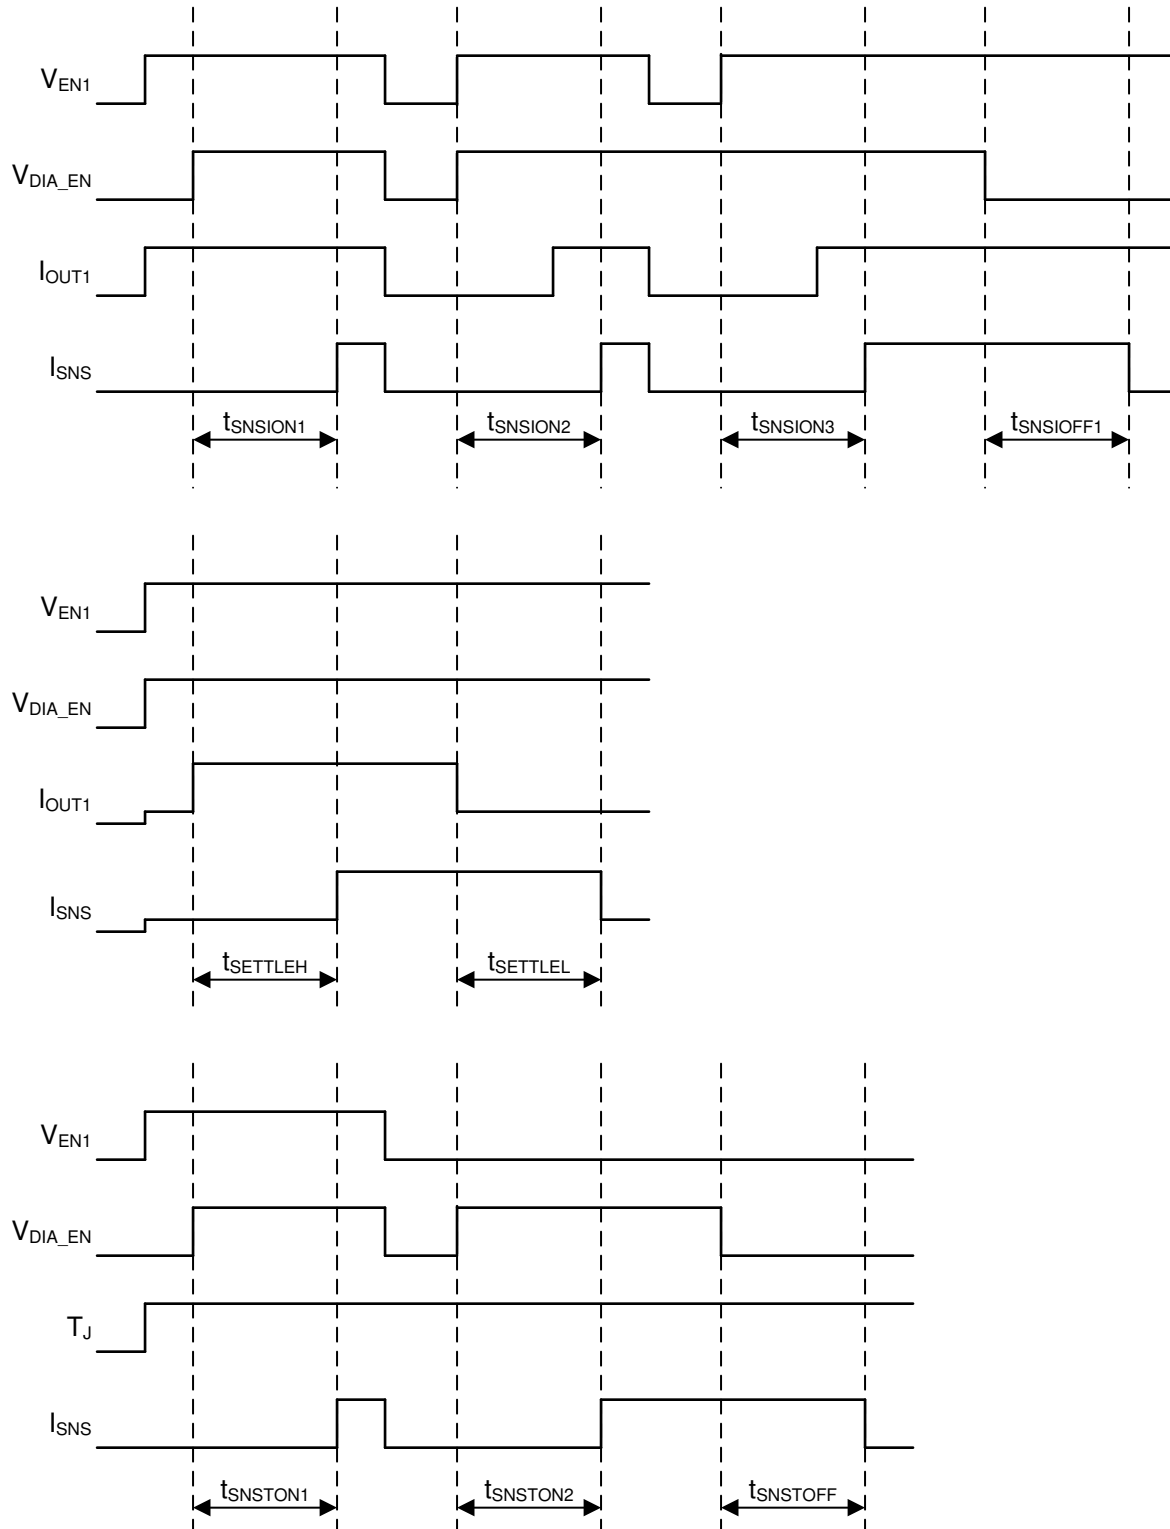 VEN1
VDIA_EN
IOUT1
ISNS
tSNSION1 tSNSION2 tSNSION3 tSNSIOFF1
VEN1
VDIA_EN
IOUT1
ISNS
tSETTLEH tSETTLEL
VEN1
VDIA_EN
TJ
ISNS
tSNSTON1 tSNSTON2 tSNSTOFF